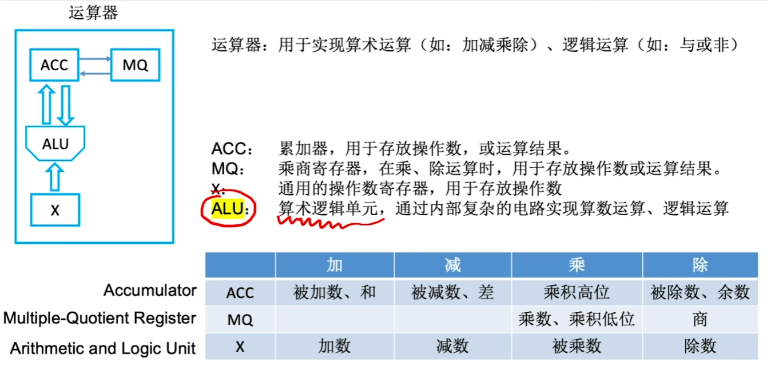 运算器
运算器：用于实现算术运算（如：加减乘除）、逻辑运算（如：与或非）
ACC
MQ
ALU
X
ACC： 累加器，用于存放操作数，或运算结果。
MQ： 乘商寄存器，在乘、除运算时，用于存放操作数或运算结果。
X： 通用的操作数寄存器，用于存放操作数
ALU： 算术逻辑单元，通过内部复杂的电路实现算数运算、逻辑运算
加 减 乘 除
Accumulator ACC 被加数、和 被减数、差 乘积高位 被除数、余数
Multiple-Quotient Register MQ 乘数、乘积低位 商
Arithmetic and Logic Unit X 加数 减数 被乘数 除数